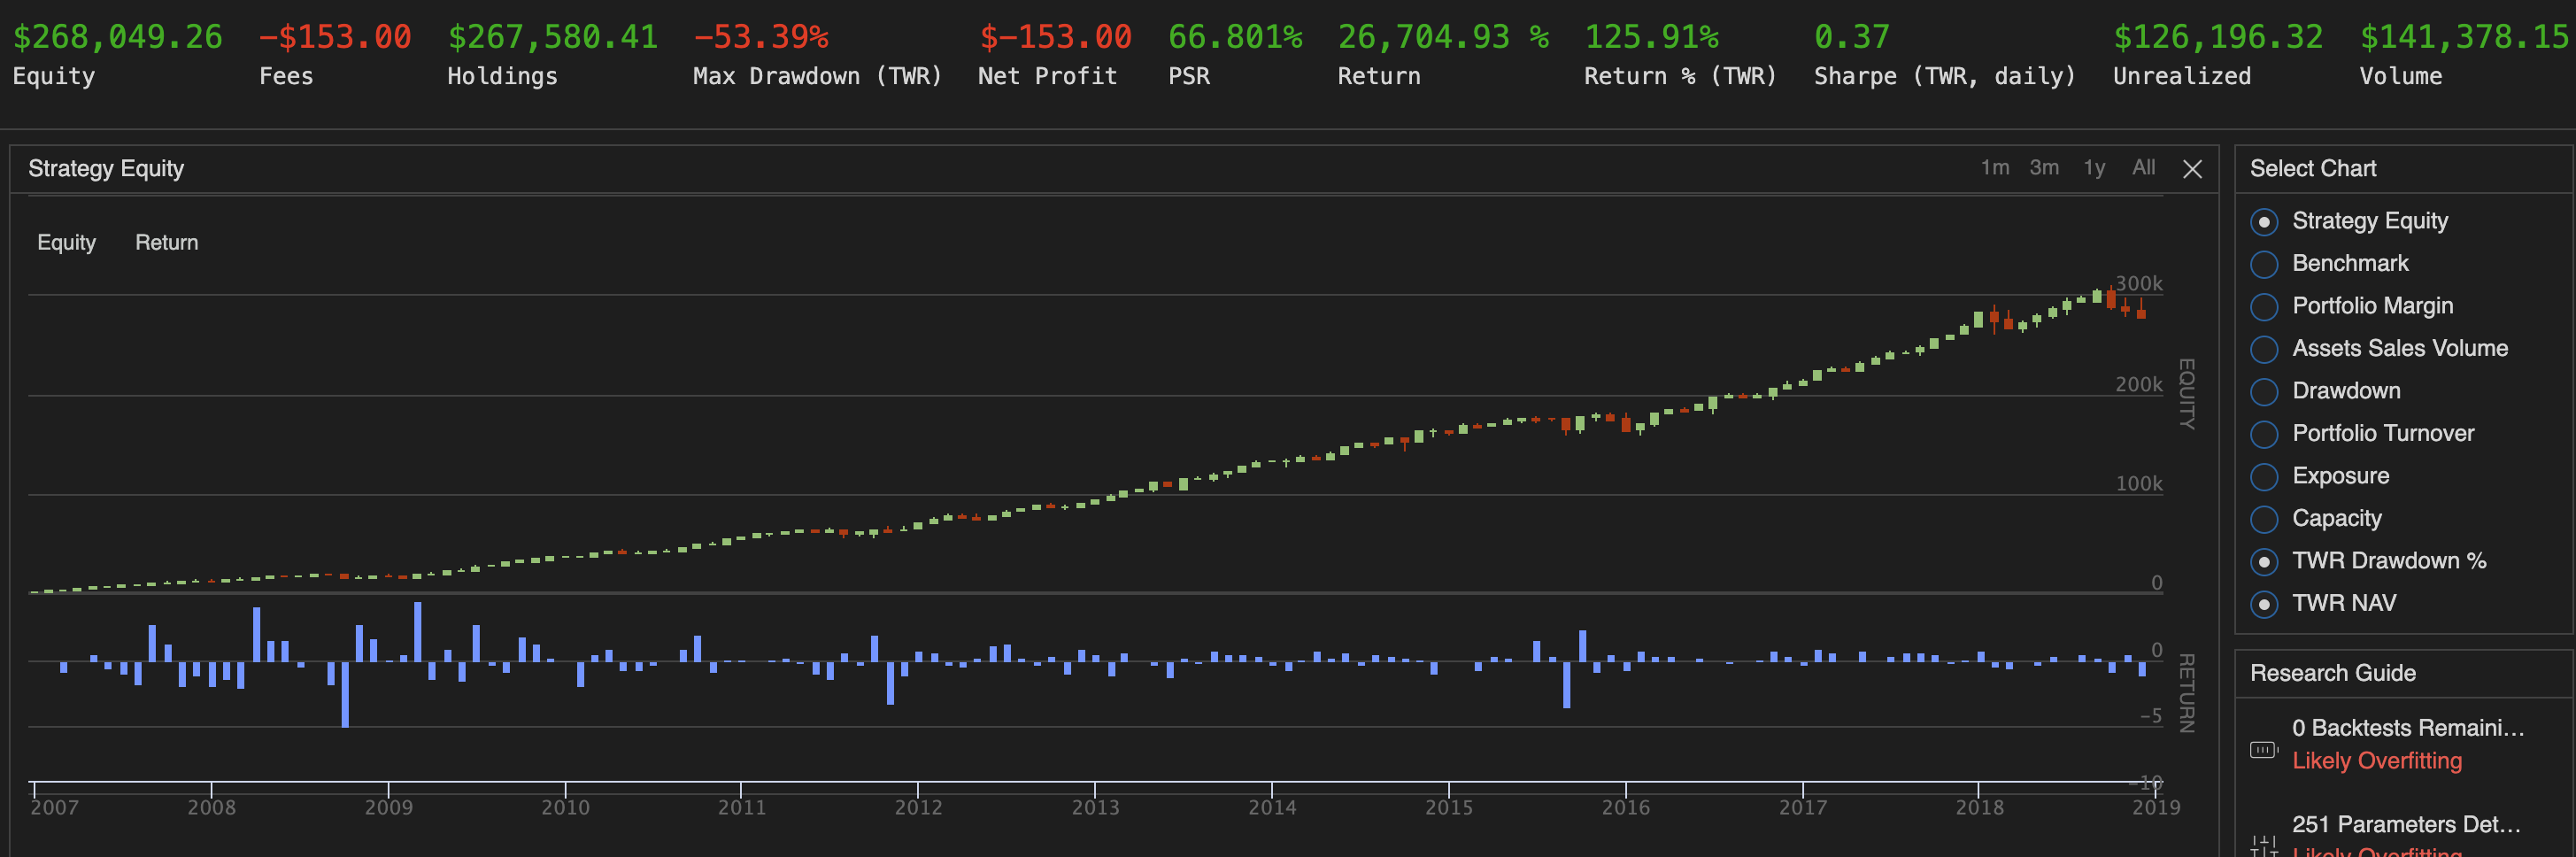 $268,049.26 −$153.00 $267,580.41 −53.39% $-153.00 66.801% 26,704.93 % 125.91% 0.37 $126,196.32 $141,378.15
Equity Fees Holdings Max Drawdown (TWR) Net Profit PSR Return Return % (TWR) Sharpe (TWR, daily) Unrealized Volume
Strategy Equity
1m 3m 1y All
Equity Return
300k
200k
100k
0
EQUITY
0
−5
−10
RETURN
2007 2008 2009 2010 2011 2012 2013 2014 2015 2016 2017 2018 2019
Select Chart
Strategy Equity
Benchmark
Portfolio Margin
Assets Sales Volume
Drawdown
Portfolio Turnover
Exposure
Capacity
TWR Drawdown %
TWR NAV
Research Guide
0 Backtests Remaini...
Likely Overfitting
251 Parameters Det...
Likely Overfitting